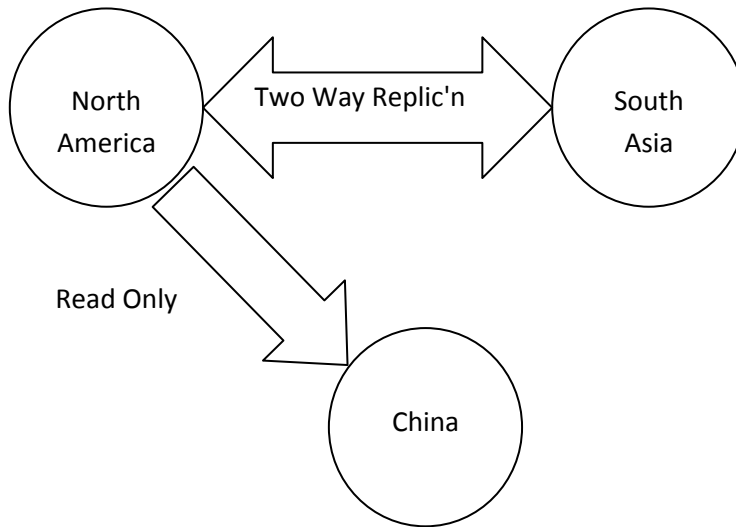 North
America
Two Way Replic'n
South
Asia
Read Only
China